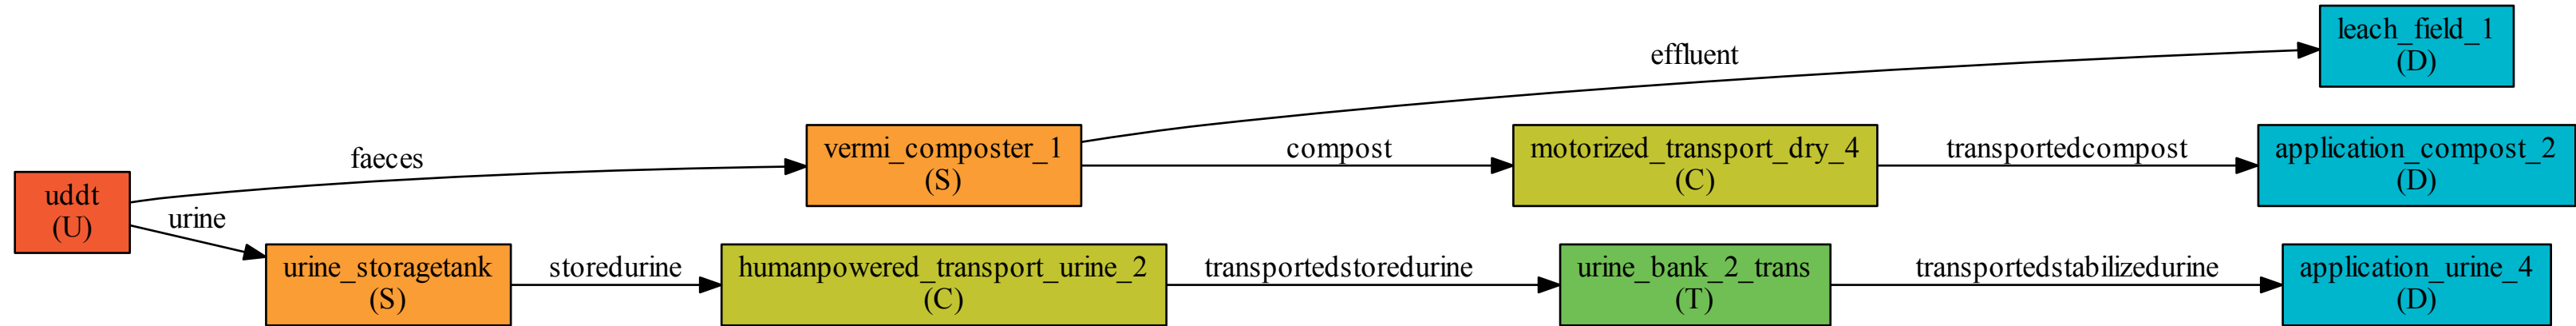 leach_field_1
(D)
effluent
vermi_composter_1
(S)
compost
motorized_transport_dry_4
(C)
transportedcompost
application_compost_2
(D)
faeces
uddt
(U)
urine
urine_storagetank
(S)
storedurine
humanpowered_transport_urine_2
(C)
transportedstoredurine
urine_bank_2_trans
(T)
transportedstabilizedurine
application_urine_4
(D)